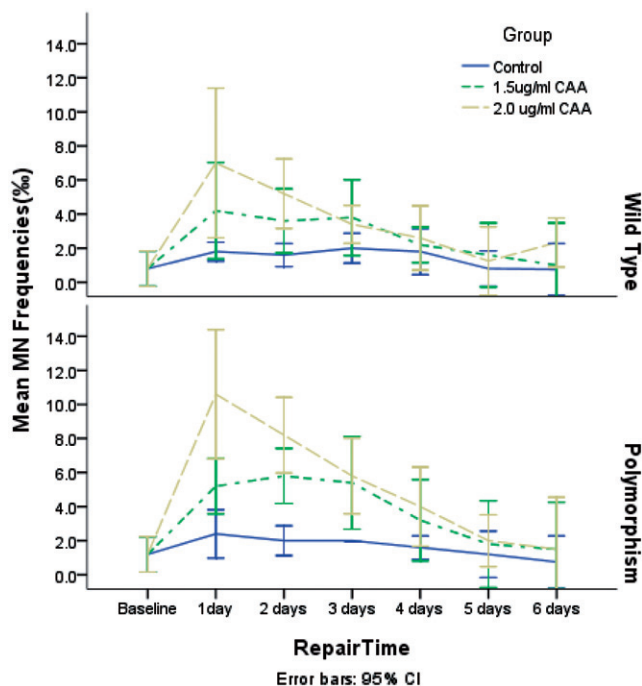 Group
Control
1.5ug/ml CAA
2.0 ug/ml CAA
14.0
12.0
10.0
8.0
6.0
4.0
2.0
0.0
Wild Type
Mean MN Frequencies(‰)
14.0
12.0
10.0
8.0
6.0
4.0
2.0
0.0
Polymorphism
Baseline 1day 2 days 3 days 4 days 5 days 6 days
RepairTime
Error bars: 95% CI